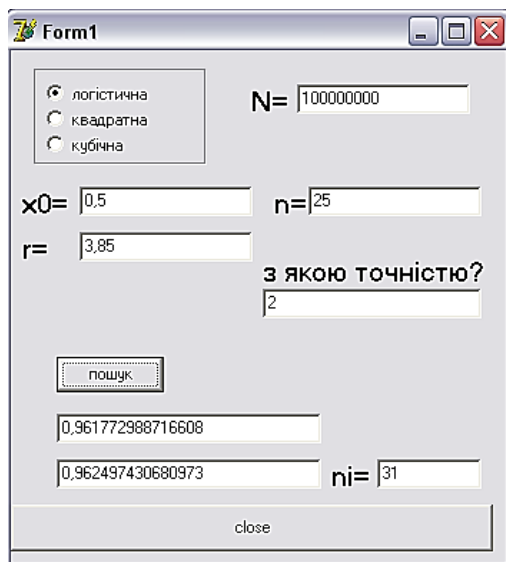 Form1
логістична
квадратна
кубічна
N= 100000000
x0= 0,5
n= 25
r= 3,85
з якою точністю?
2
пошук
0,961772988716608
0,962497430680973
ni= 31
close